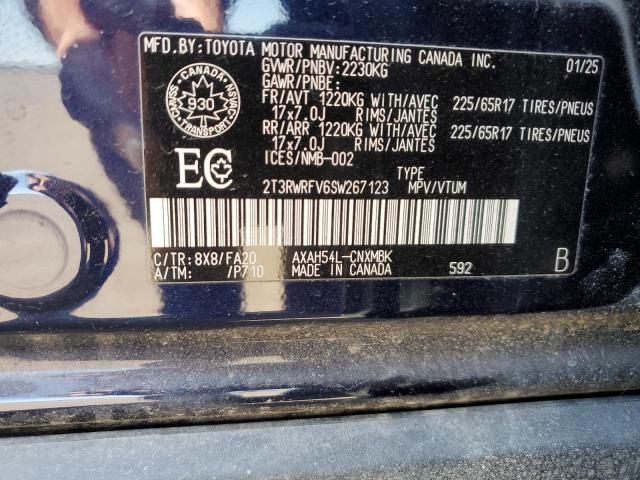 MFD.BY: TOYOTA MOTOR MANUFACTURING CANADA INC.
GVWR/PNBV: 2230KG 01/25
GAWR/PNBE:
FR/AVT 1220KG WITH/AVEC 225/65R17 TIRES/PNEUS
17x7.0J RIMS/JANTES
RR/ARR 1220KG WITH/AVEC 225/65R17 TIRES/PNEUS
17x7.0J RIMS/JANTES
ICES/NMB-002
CANADA
CMVSS NSVAC
930
TRANSPORT
EC
TYPE
2T3RWRFV6SW267123 MPV/VTUM
C/TR: 8X8/FA20 AXAH54L-CNXMBK
A/TM: /P710 MADE IN CANADA 592 B